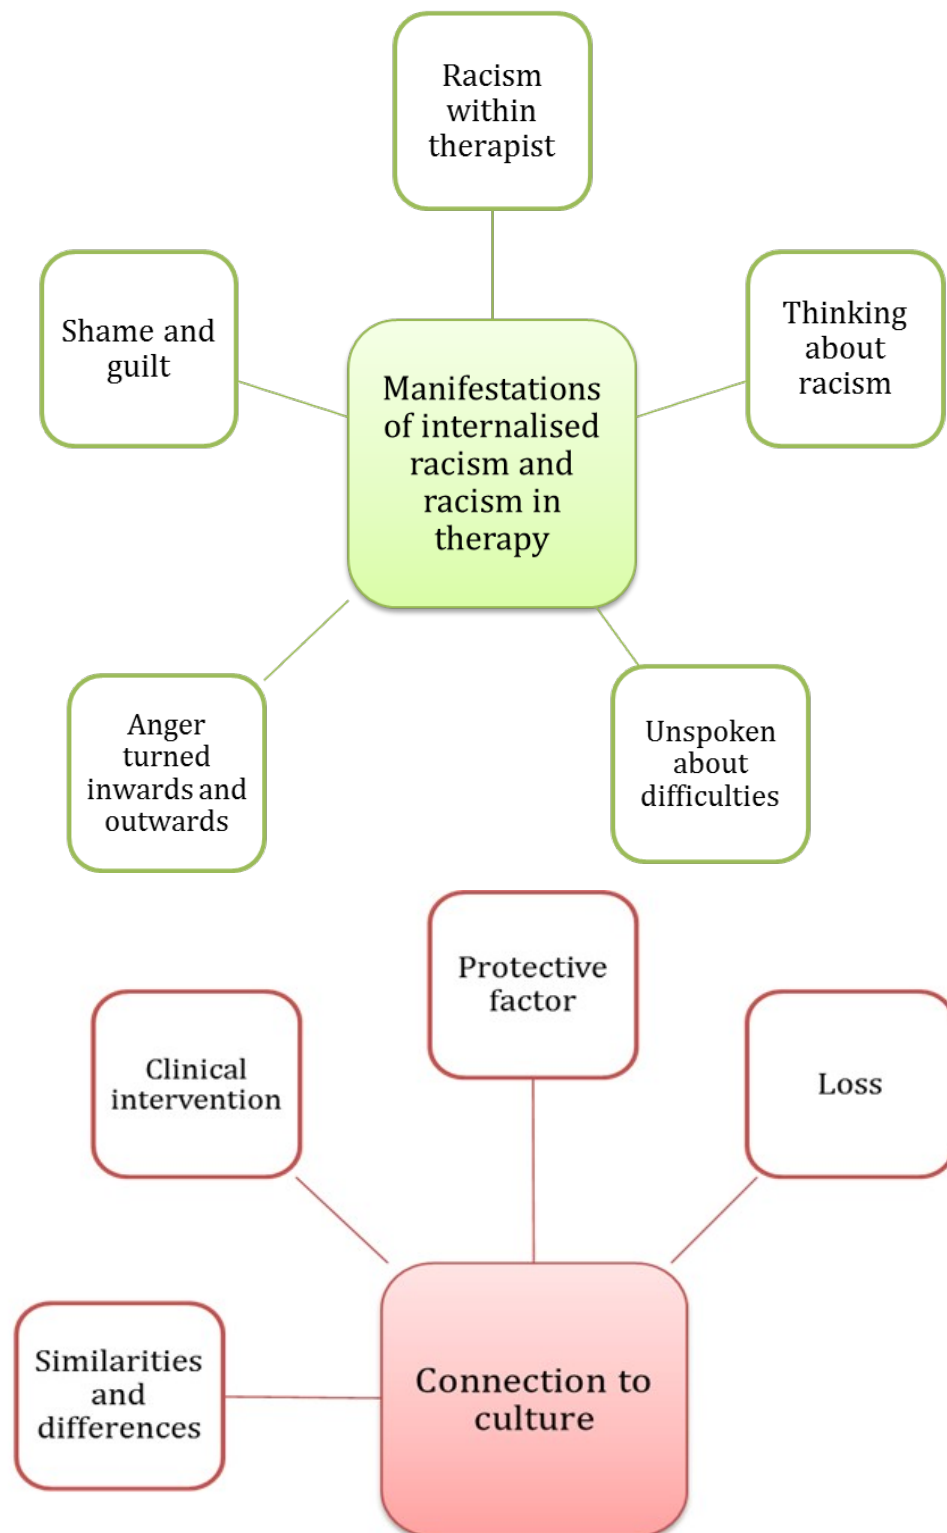 Racism
within
therapist
Shame and
guilt
Thinking
about
racism
Manifestations
of internalised
racism and
racism in
therapy
Anger
turned
inwards and
outwards
Unspoken
about
difficulties
Protective
factor
Clinical
intervention
Loss
Similarities
and
differences
Connection to
culture